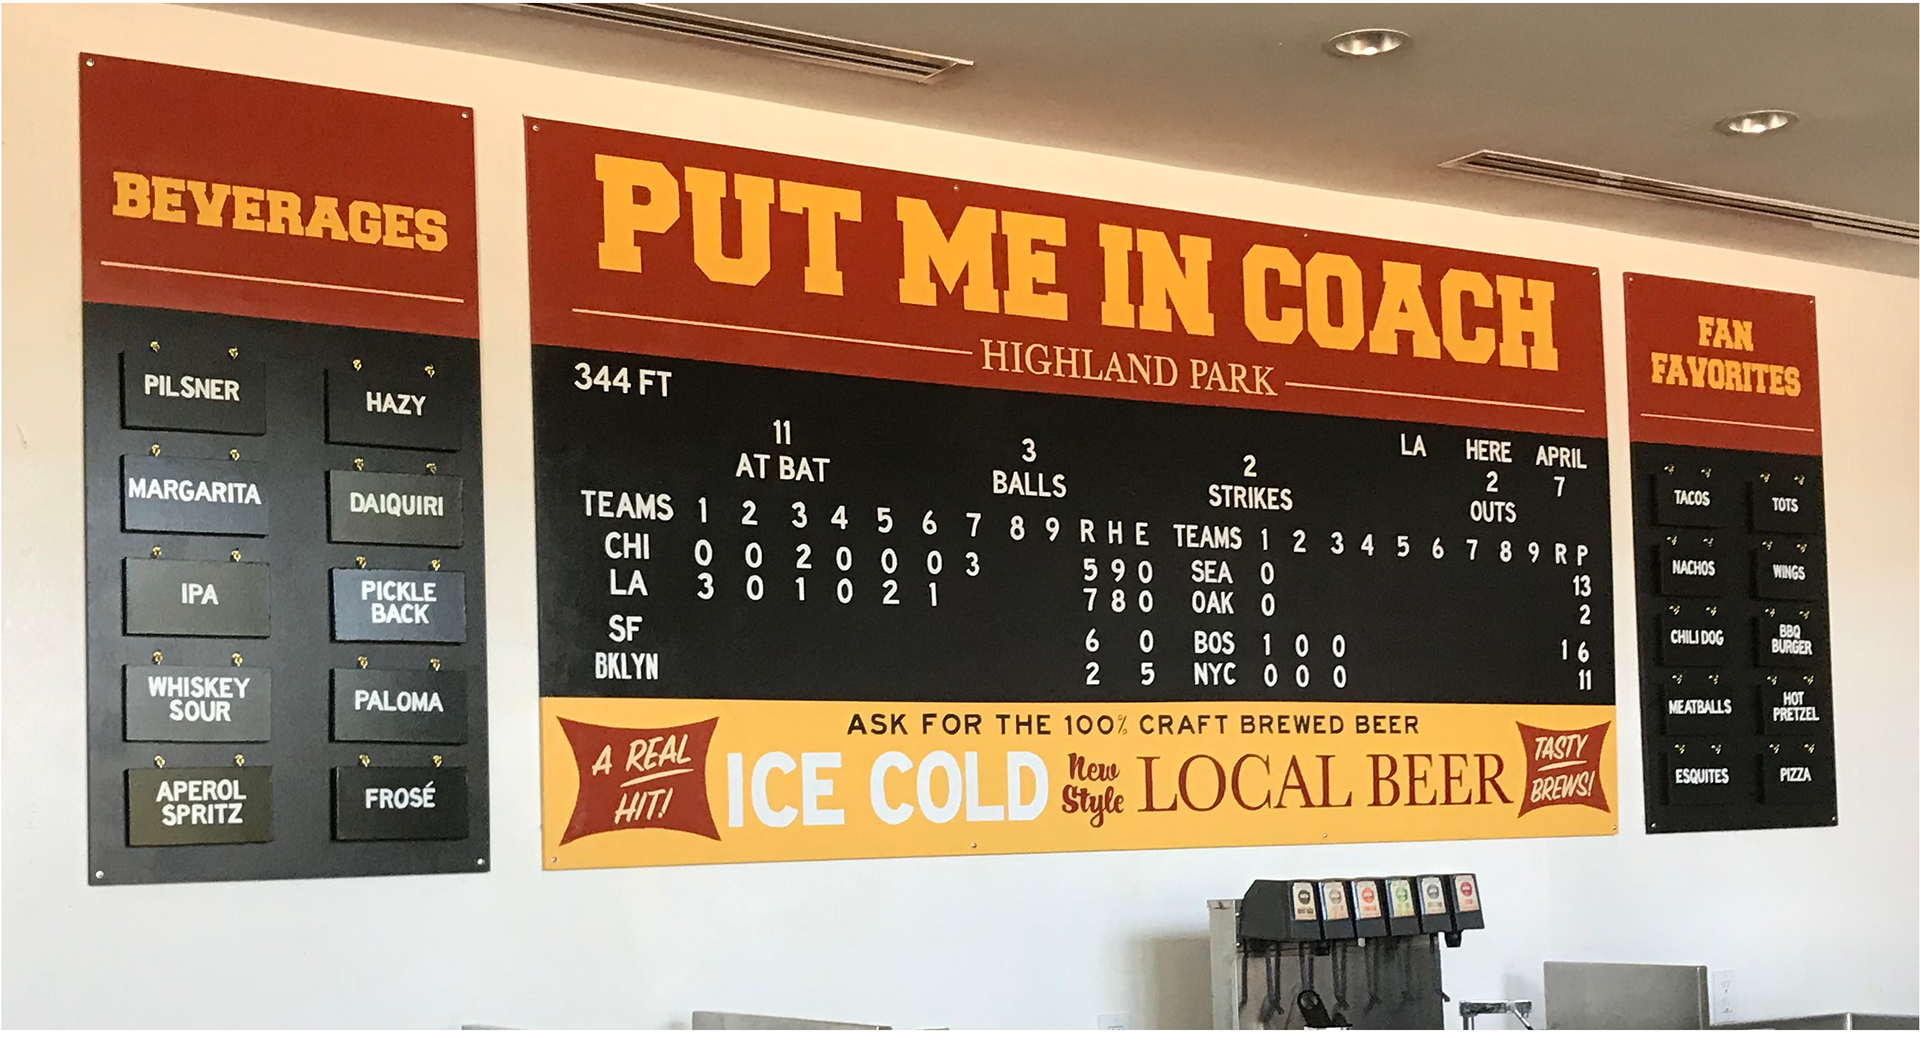 BEVERAGES
PILSNER
HAZY
MARGARITA
DAIQUIRI
IPA
PICKLE
BACK
WHISKEY
SOUR
PALOMA
APEROL
SPRITZ
FROSÉ
PUT ME IN COACH
HIGHLAND PARK
344 FT
LA HERE APRIL
11 3 2 2 7
AT BAT BALLS STRIKES OUTS
TEAMS 1 2 3 4 5 6 7 8 9 R H E TEAMS 1 2 3 4 5 6 7 8 9 R P
CHI 0 0 2 0 0 0 3 5 9 0 SEA 0 13
LA 3 0 1 0 2 1 7 8 0 OAK 0 2
SF 6 0 BOS 1 0 0 1 6
BKLYN 2 5 NYC 0 0 0 11
ASK FOR THE 100% CRAFT BREWED BEER
A REAL
HIT!
ICE COLD
New
Style
LOCAL BEER
TASTY
BREWS!
FAN
FAVORITES
TACOS
TOTS
NACHOS
WINGS
CHILI DOG
BBQ
BURGER
MEATBALLS
HOT
PRETZEL
ESQUITES
PIZZA